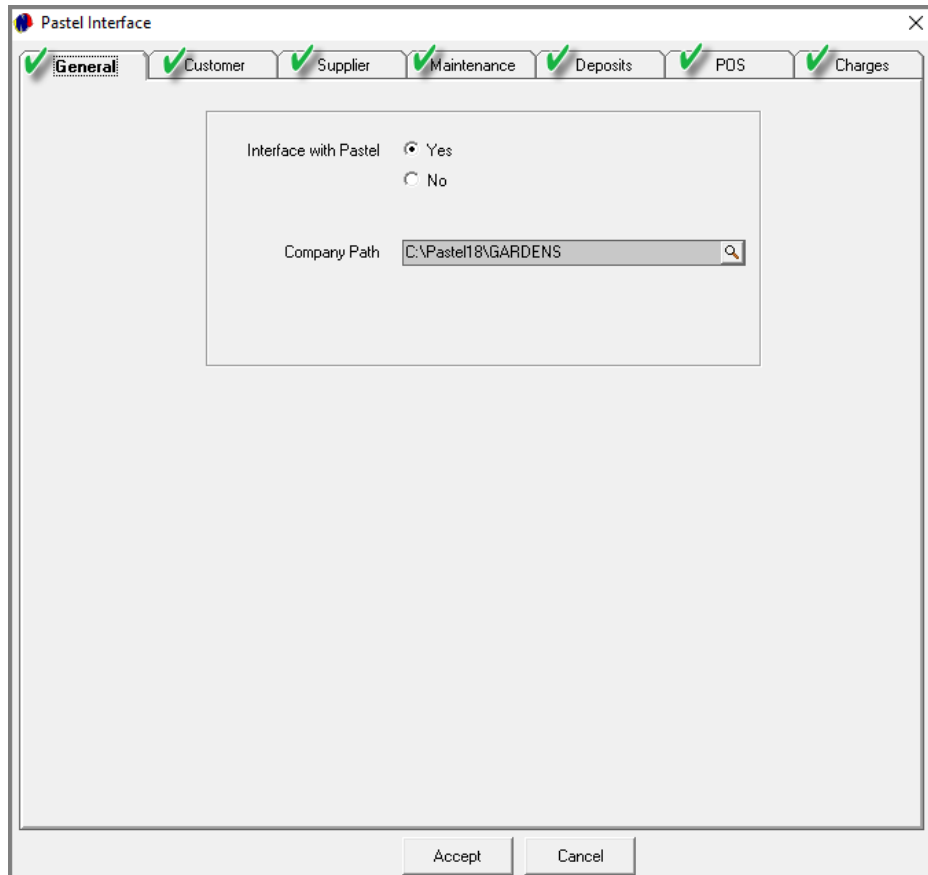 Pastel Interface
General Customer Supplier Maintenance Deposits POS Charges
Interface with Pastel Yes
No
Company Path C:\Pastel18\GARDENS
Accept Cancel